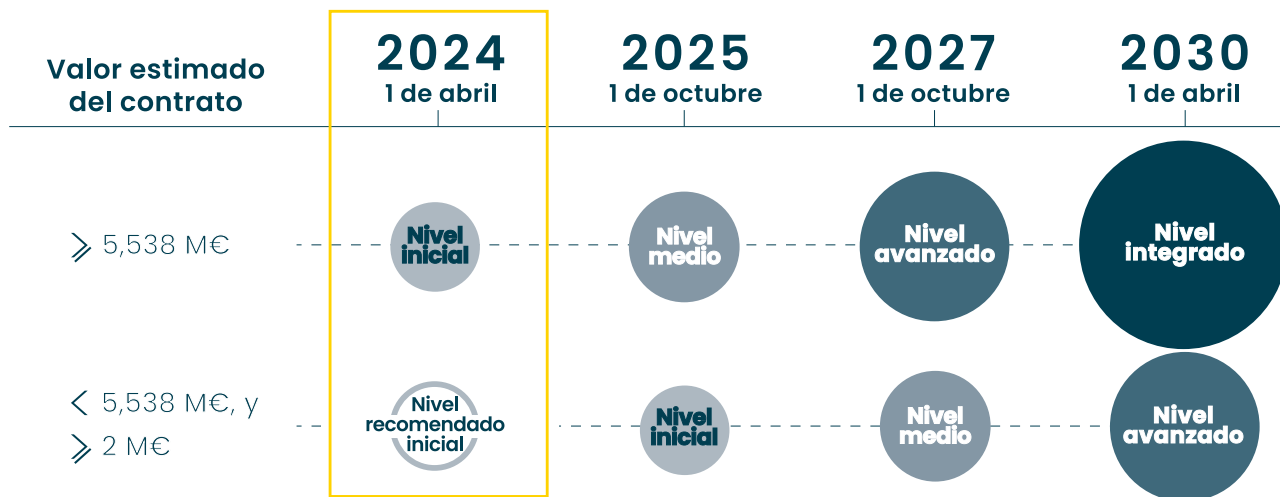 Valor estimado
del contrato
2024
1 de abril
2025
1 de octubre
2027
1 de octubre
2030
1 de abril
⩾ 5,538 M€
Nivel
inicial
Nivel
medio
Nivel
avanzado
Nivel
integrado
< 5,538 M€, y
⩾ 2 M€
Nivel
recomendado
inicial
Nivel
inicial
Nivel
medio
Nivel
avanzado